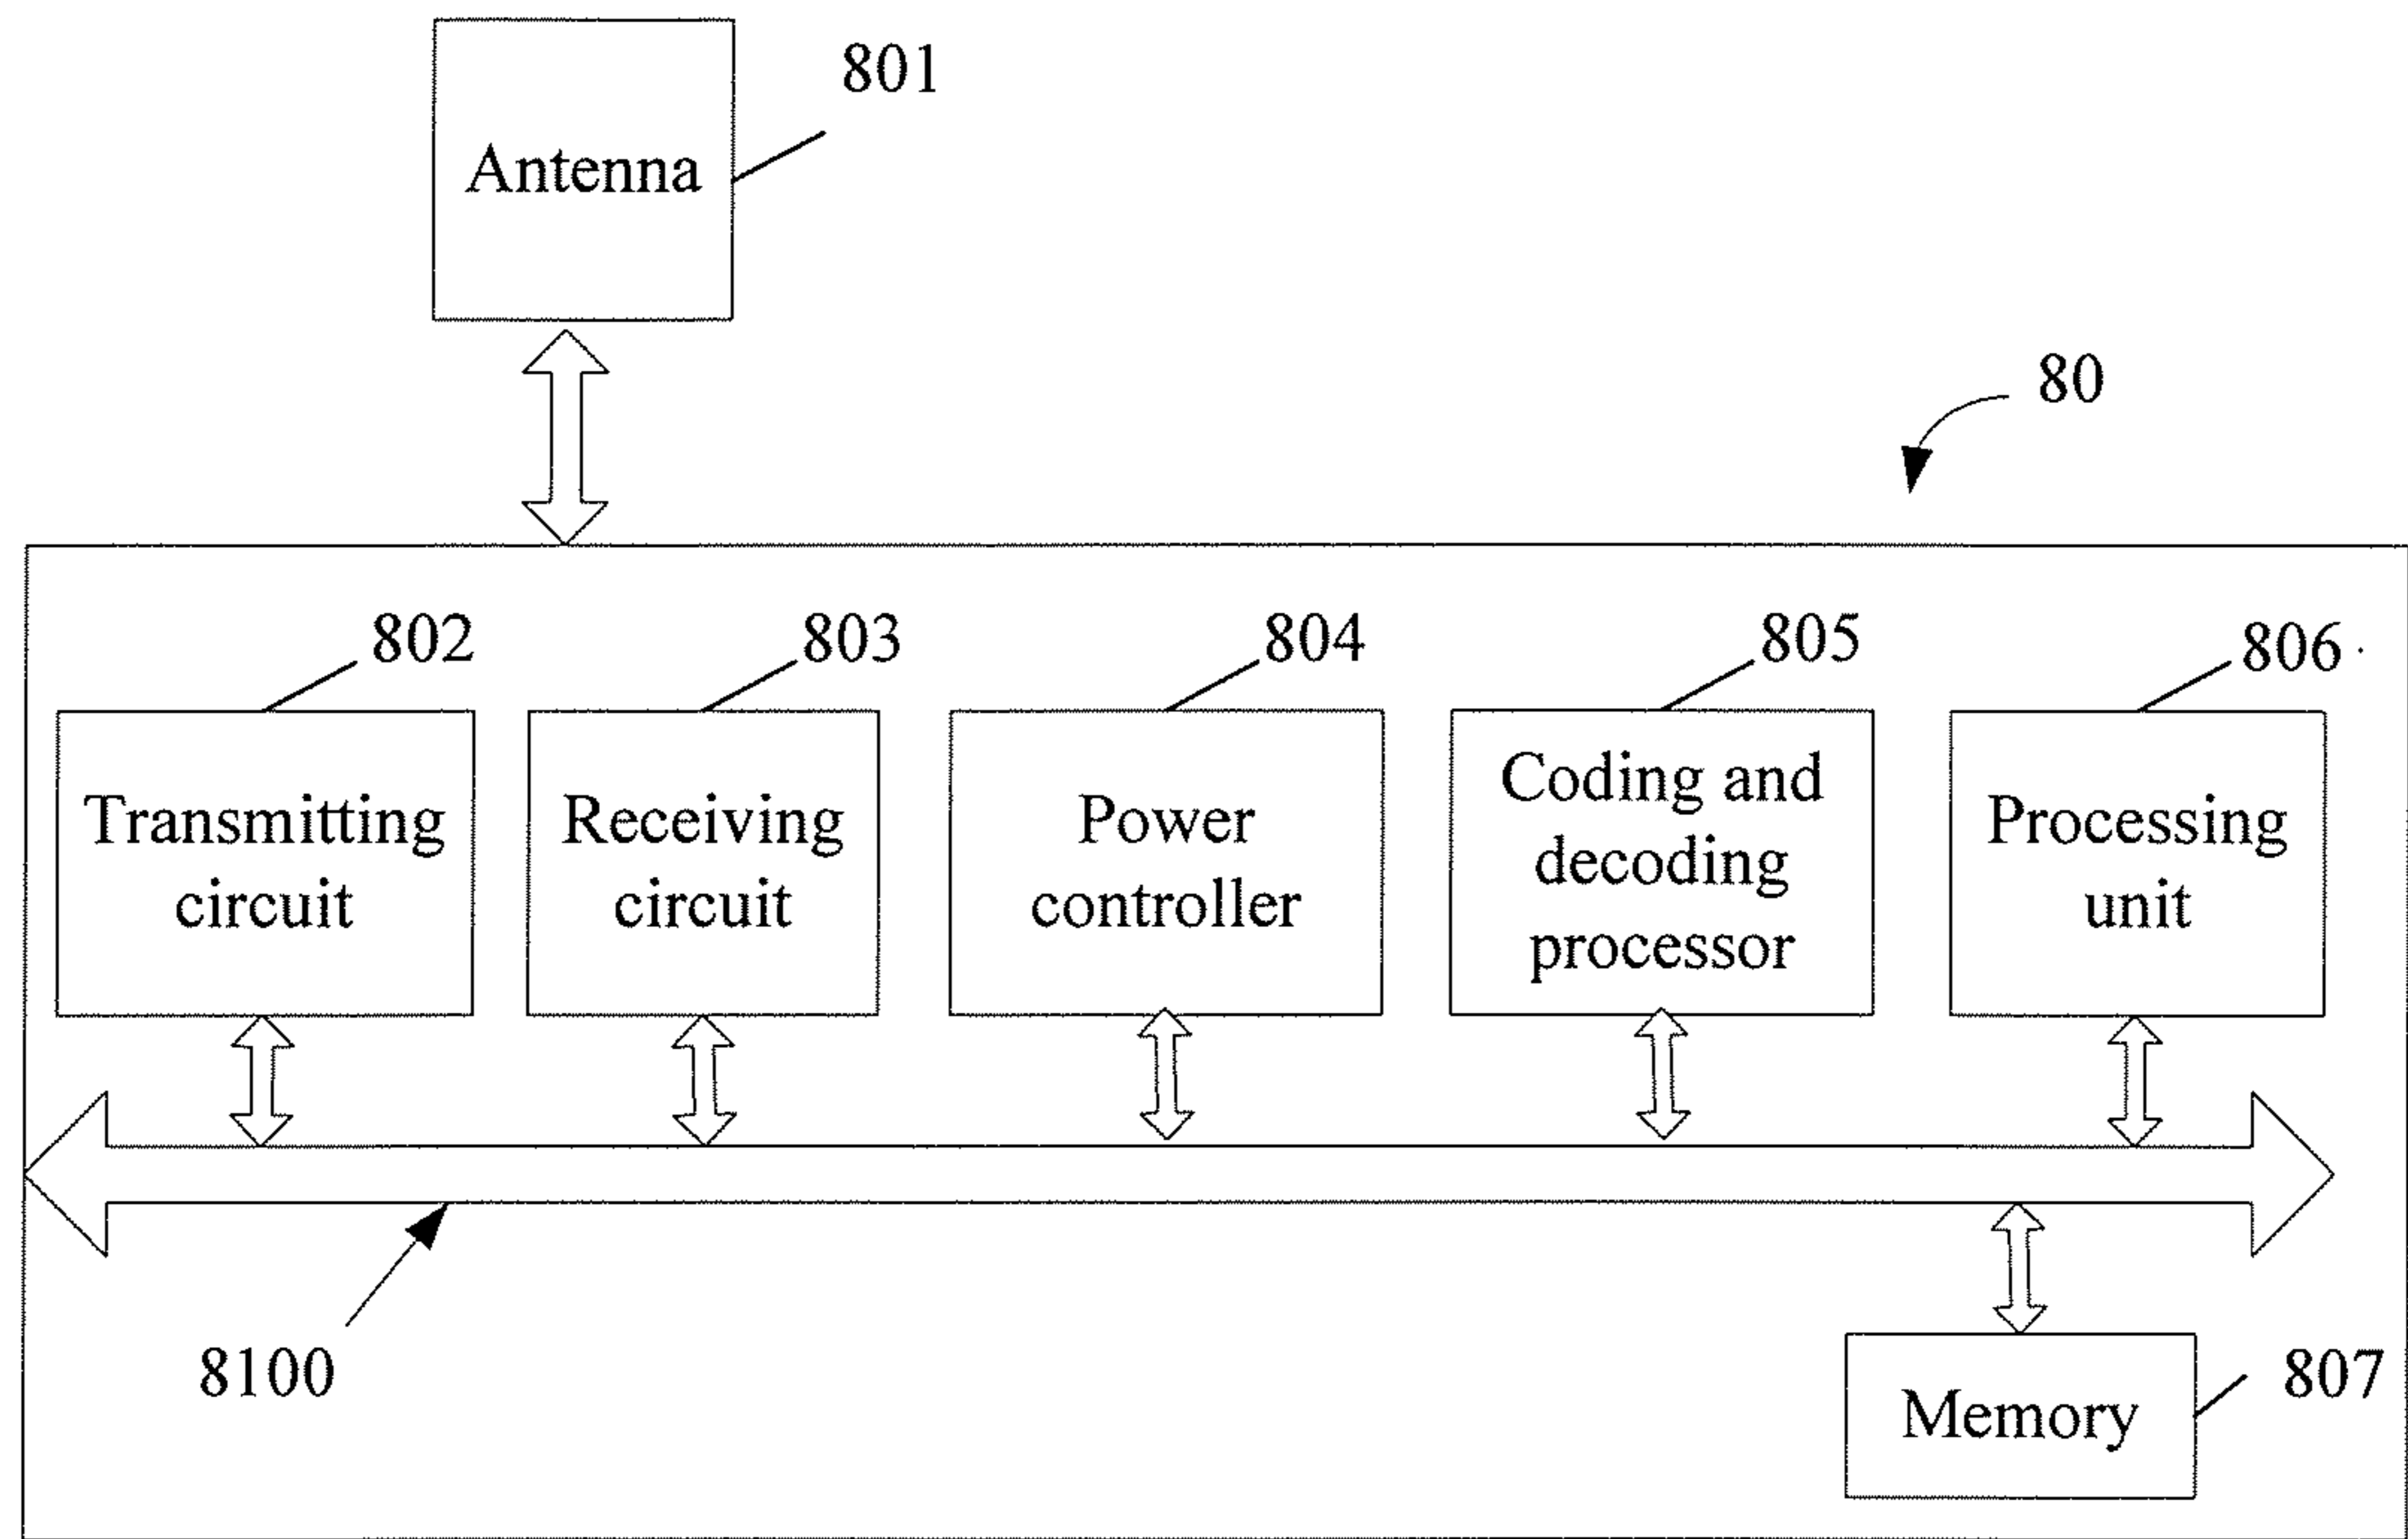 801
Antenna
80
802
803
804
805
806
Transmitting
circuit
Receiving
circuit
Power
controller
Coding and
decoding
processor
Processing
unit
8100
807
Memory